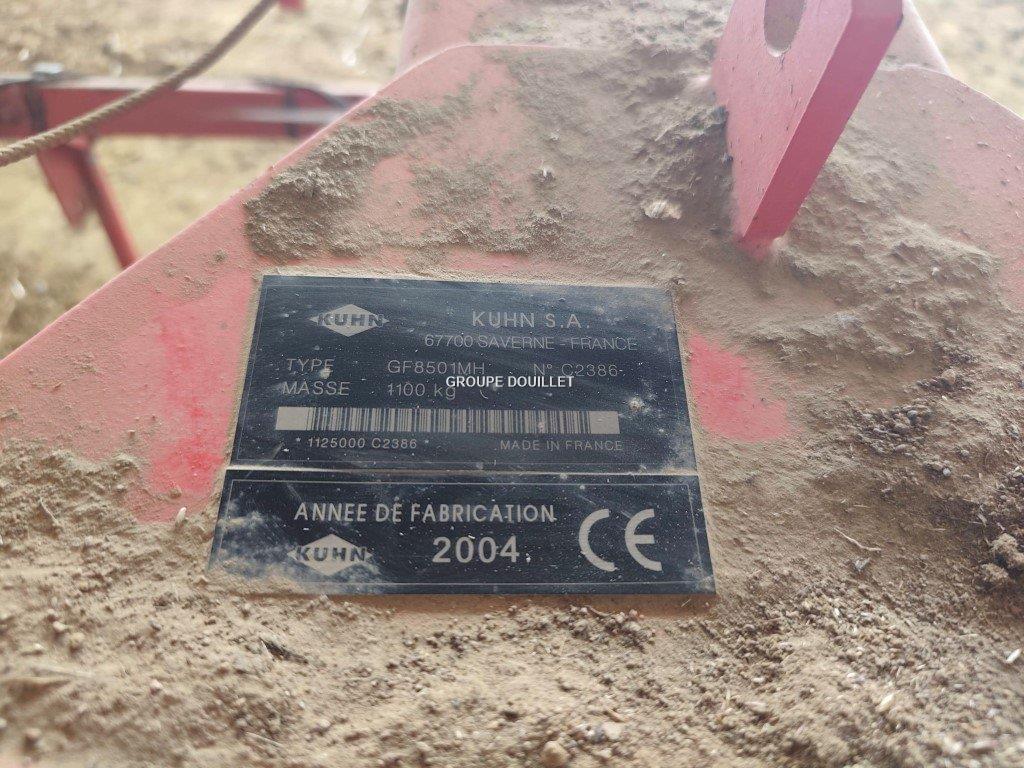 KUHN
KUHN S.A.
67700 SAVERNE - FRANCE
TYPE GF8501MH N° C2386-
MASSE 1100 kg
GROUPE DOUILLET
* 1125000 C2386 * MADE IN FRANCE
ANNEE DE FABRICATION
KUHN 2004 CE